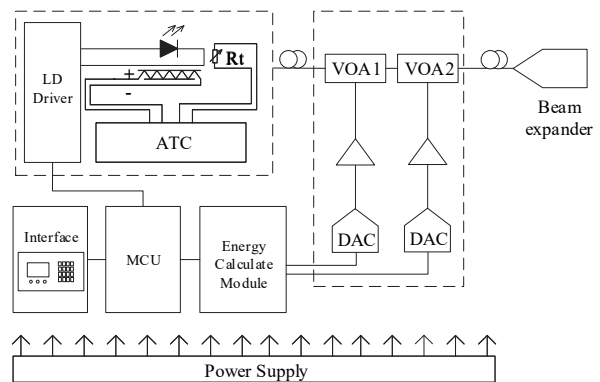 LD
Driver
+
-
Rt
ATC
VOA1
VOA2
Beam
expander
DAC
DAC
Interface
MCU
Energy
Calculate
Module
Power Supply